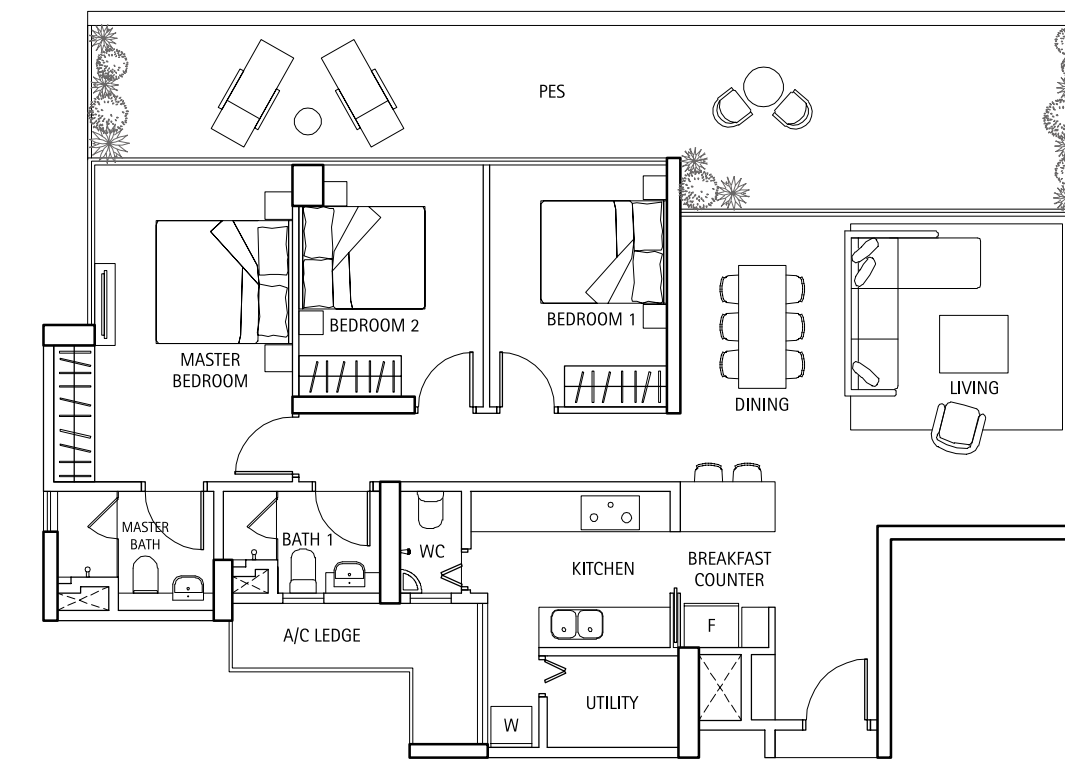 PES
BEDROOM 2
BEDROOM 1
MASTER
BEDROOM
DINING
LIVING
MASTER
BATH
BATH 1
WC
KITCHEN
BREAKFAST
COUNTER
A/C LEDGE
F
UTILITY
W